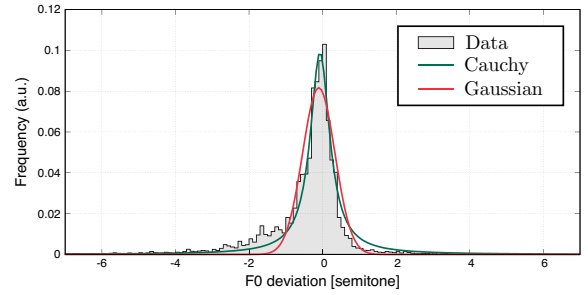 0.12
0.1
0.08
0.06
0.04
0.02
0
Frequency (a.u.)
Data
Cauchy
Gaussian
-6 -4 -2 0 2 4 6
F0 deviation [semitone]